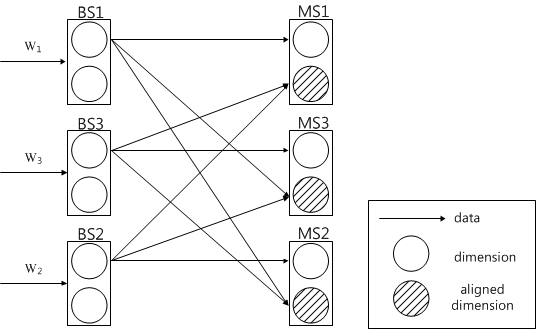 BS1 MS1
W₁
BS3 MS3
W₃
BS2 MS2
W₂
data
dimension
aligned
dimension